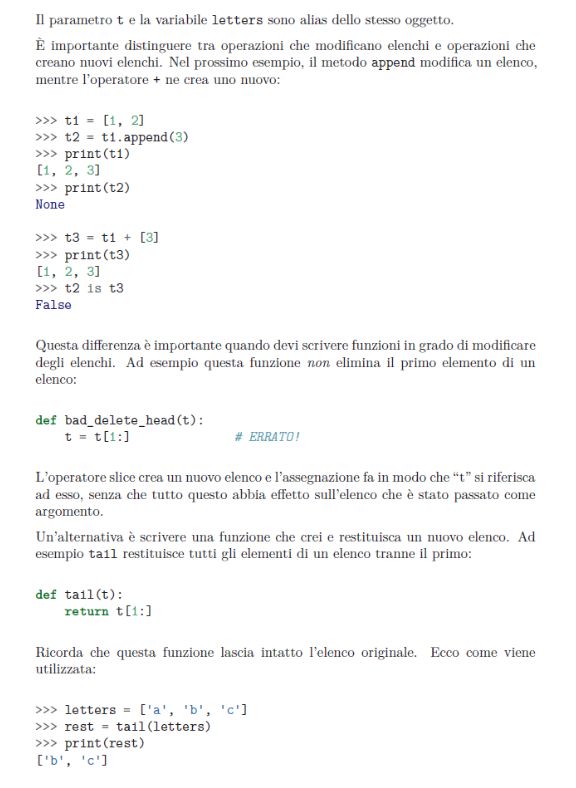 Il parametro t e la variabile letters sono alias dello stesso oggetto.
È importante distinguere tra operazioni che modificano elenchi e operazioni che
creano nuovi elenchi. Nel prossimo esempio, il metodo append modifica un elenco,
mentre l'operatore + ne crea uno nuovo:
>>> t1 = [1, 2]
>>> t2 = t1.append(3)
>>> print(t1)
[1, 2, 3]
>>> print(t2)
None
>>> t3 = t1 + [3]
>>> print(t3)
[1, 2, 3]
>>> t2 is t3
False
Questa differenza è importante quando devi scrivere funzioni in grado di modificare
degli elenchi. Ad esempio questa funzione non elimina il primo elemento di un
elenco:
def bad_delete_head(t):
    t = t[1:]              # ERRATO!
L'operatore slice crea un nuovo elenco e l'assegnazione fa in modo che “t” si riferisca
ad esso, senza che tutto questo abbia effetto sull'elenco che è stato passato come
argomento.
Un'alternativa è scrivere una funzione che crei e restituisca un nuovo elenco. Ad
esempio tail restituisce tutti gli elementi di un elenco tranne il primo:
def tail(t):
    return t[1:]
Ricorda che questa funzione lascia intatto l'elenco originale. Ecco come viene
utilizzata:
>>> letters = ['a', 'b', 'c']
>>> rest = tail(letters)
>>> print(rest)
['b', 'c']